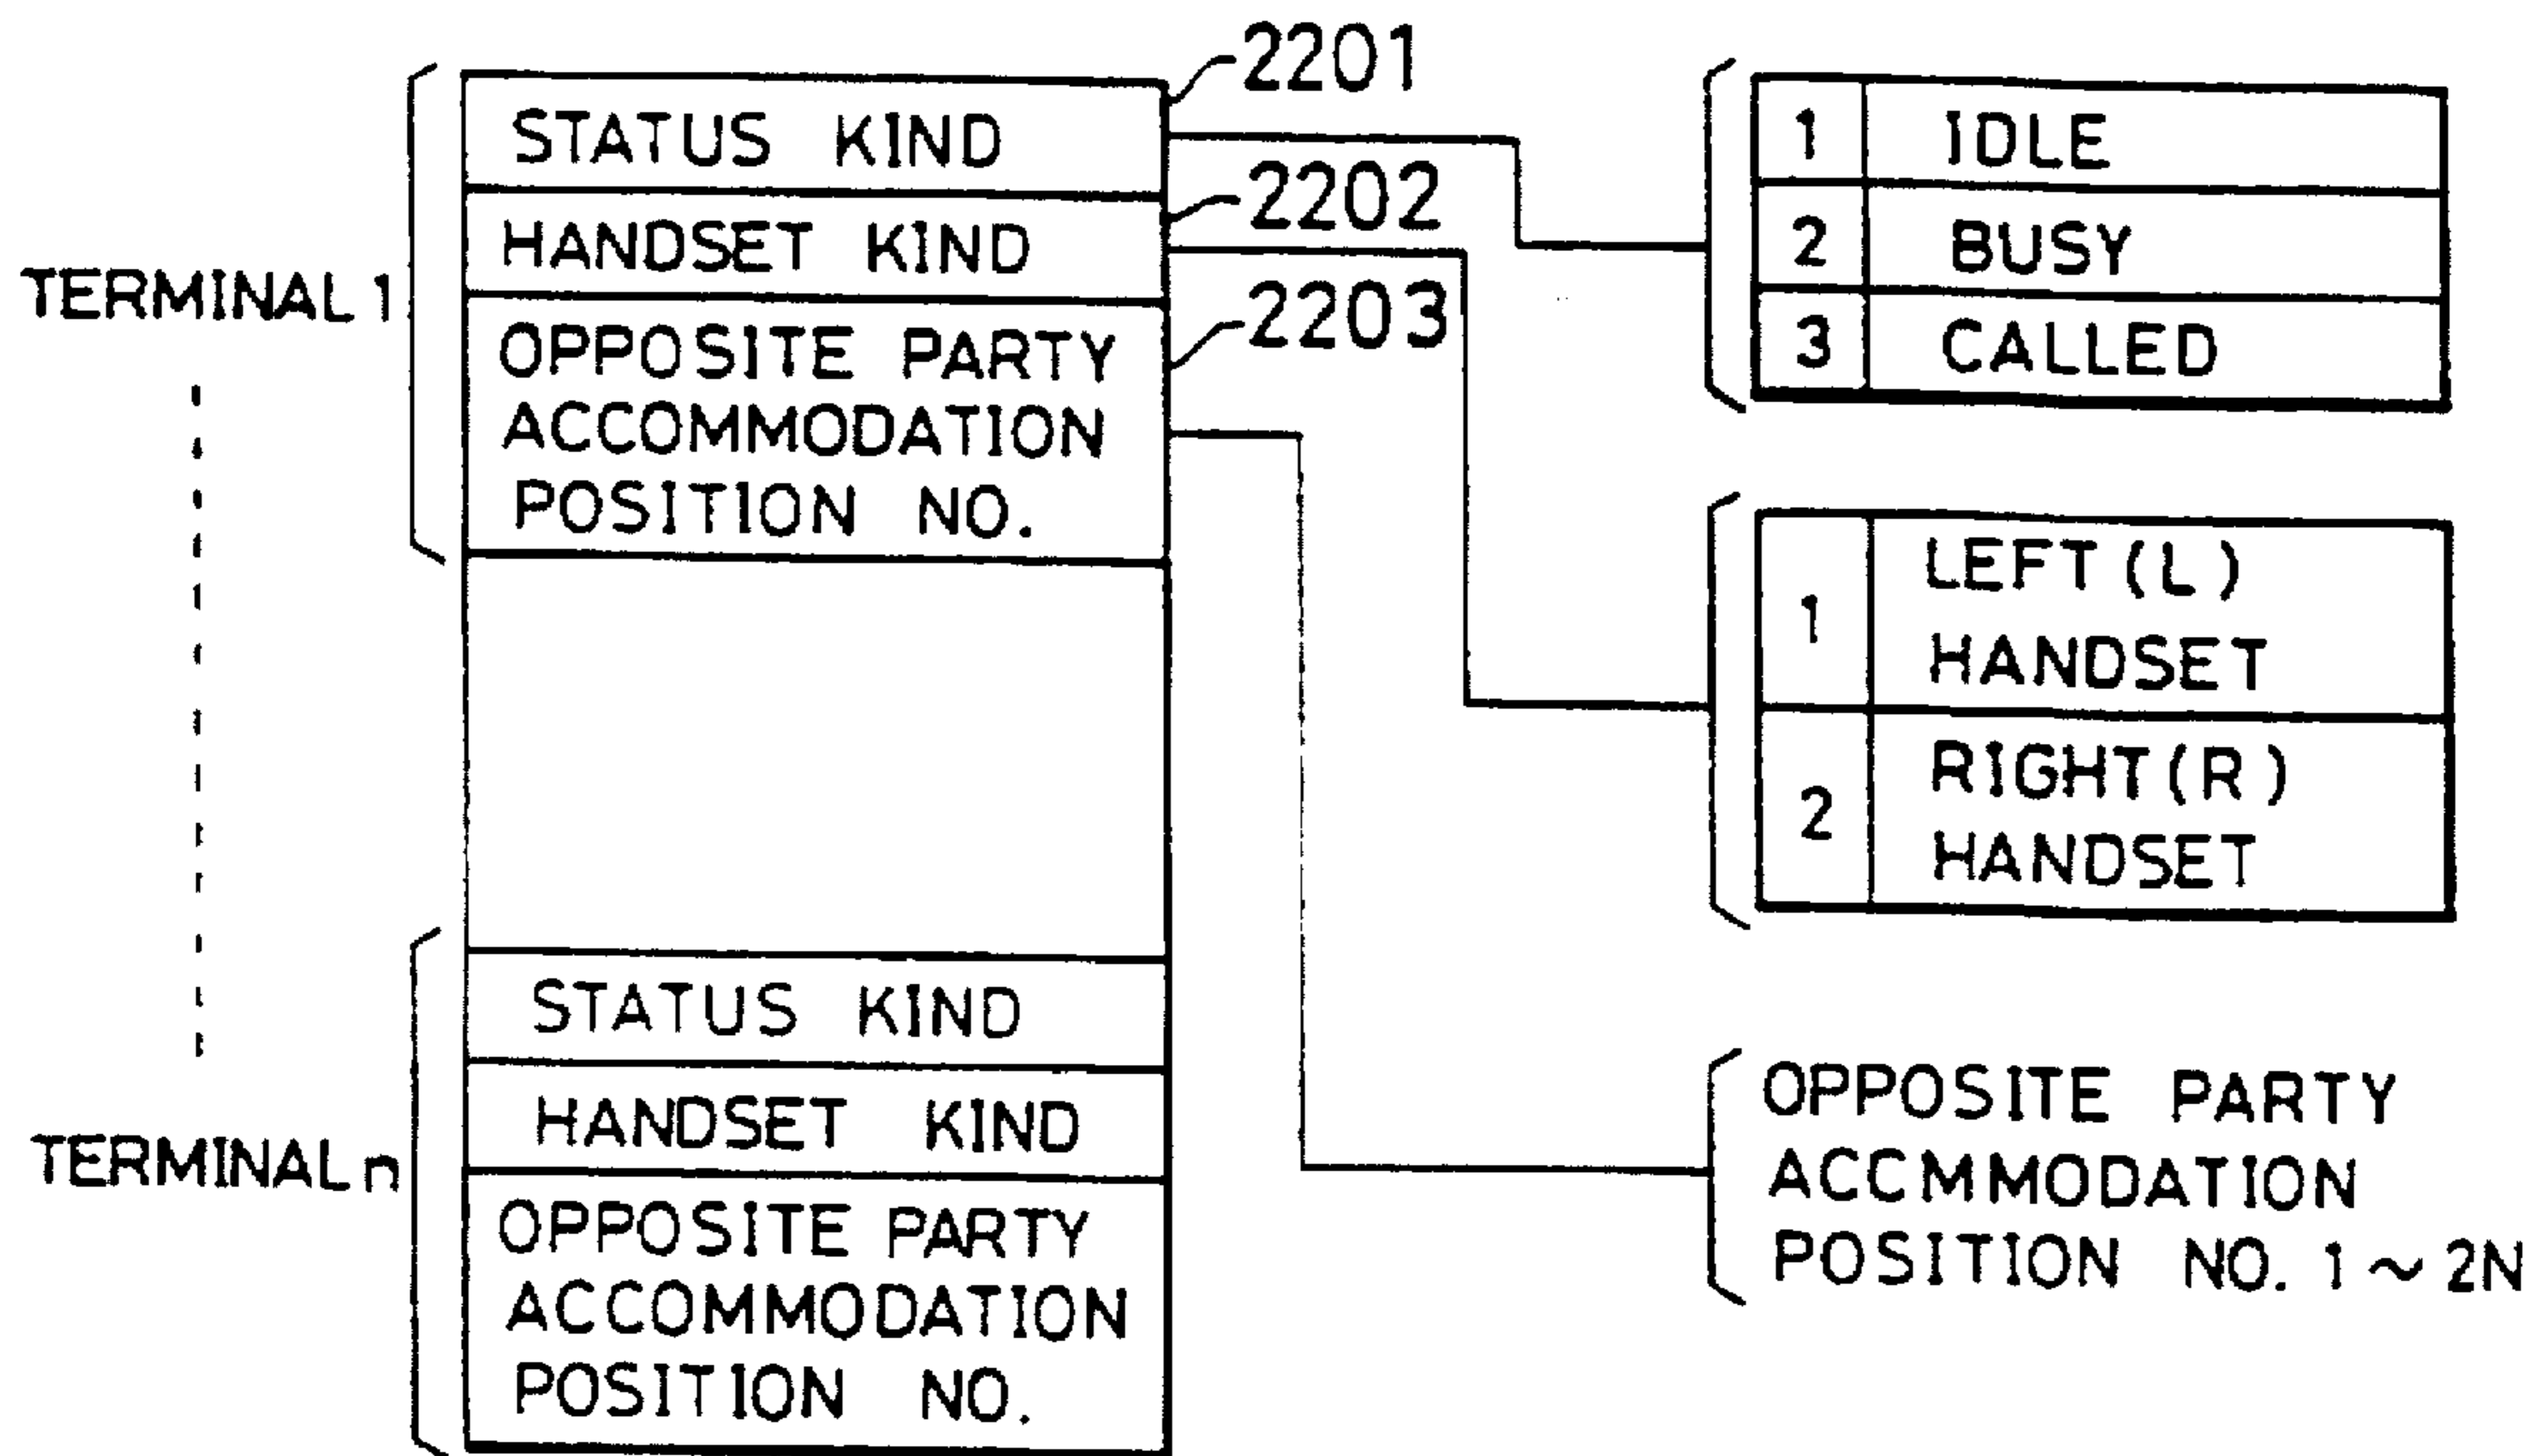 TERMINAL 1
STATUS KIND
HANDSET KIND
OPPOSITE PARTY
ACCOMMODATION
POSITION NO.
2201
2202
2203
1 IDLE
2 BUSY
3 CALLED
1 LEFT (L)
HANDSET
2 RIGHT (R)
HANDSET
TERMINAL n
STATUS KIND
HANDSET KIND
OPPOSITE PARTY
ACCOMMODATION
POSITION NO.
OPPOSITE PARTY
ACCMMODATION
POSITION NO. 1 ~ 2N